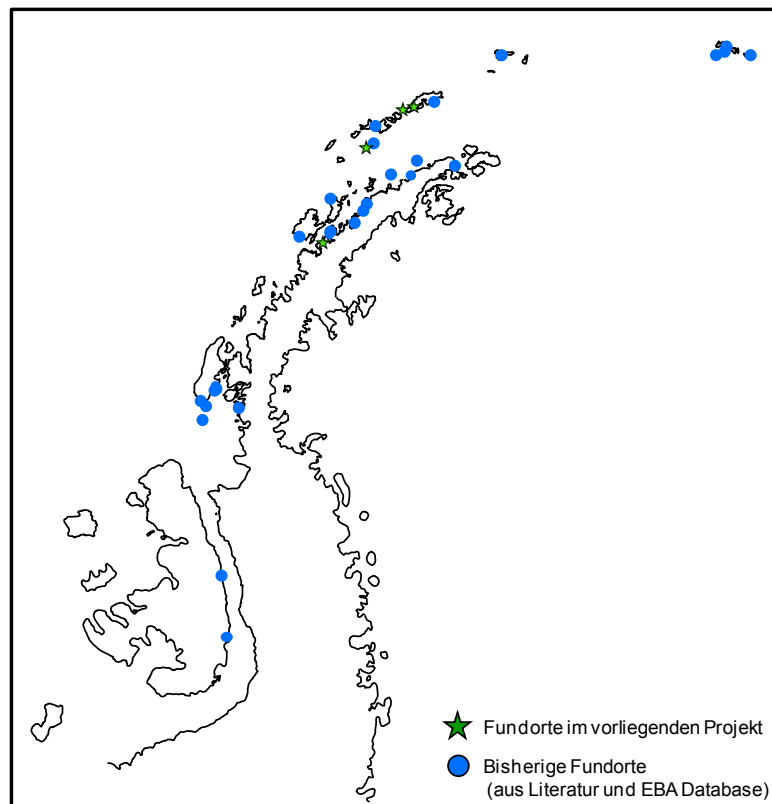 Fundorte im vorliegenden Projekt
Bisherige Fundorte
(aus Literatur und EBA Database)